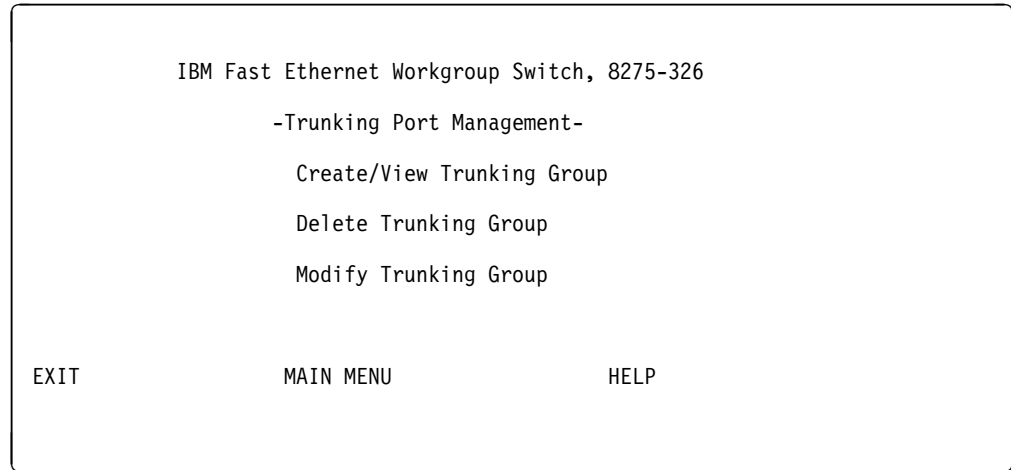 IBM Fast Ethernet Workgroup Switch, 8275-326
-Trunking Port Management-
Create/View Trunking Group
Delete Trunking Group
Modify Trunking Group
EXIT MAIN MENU HELP